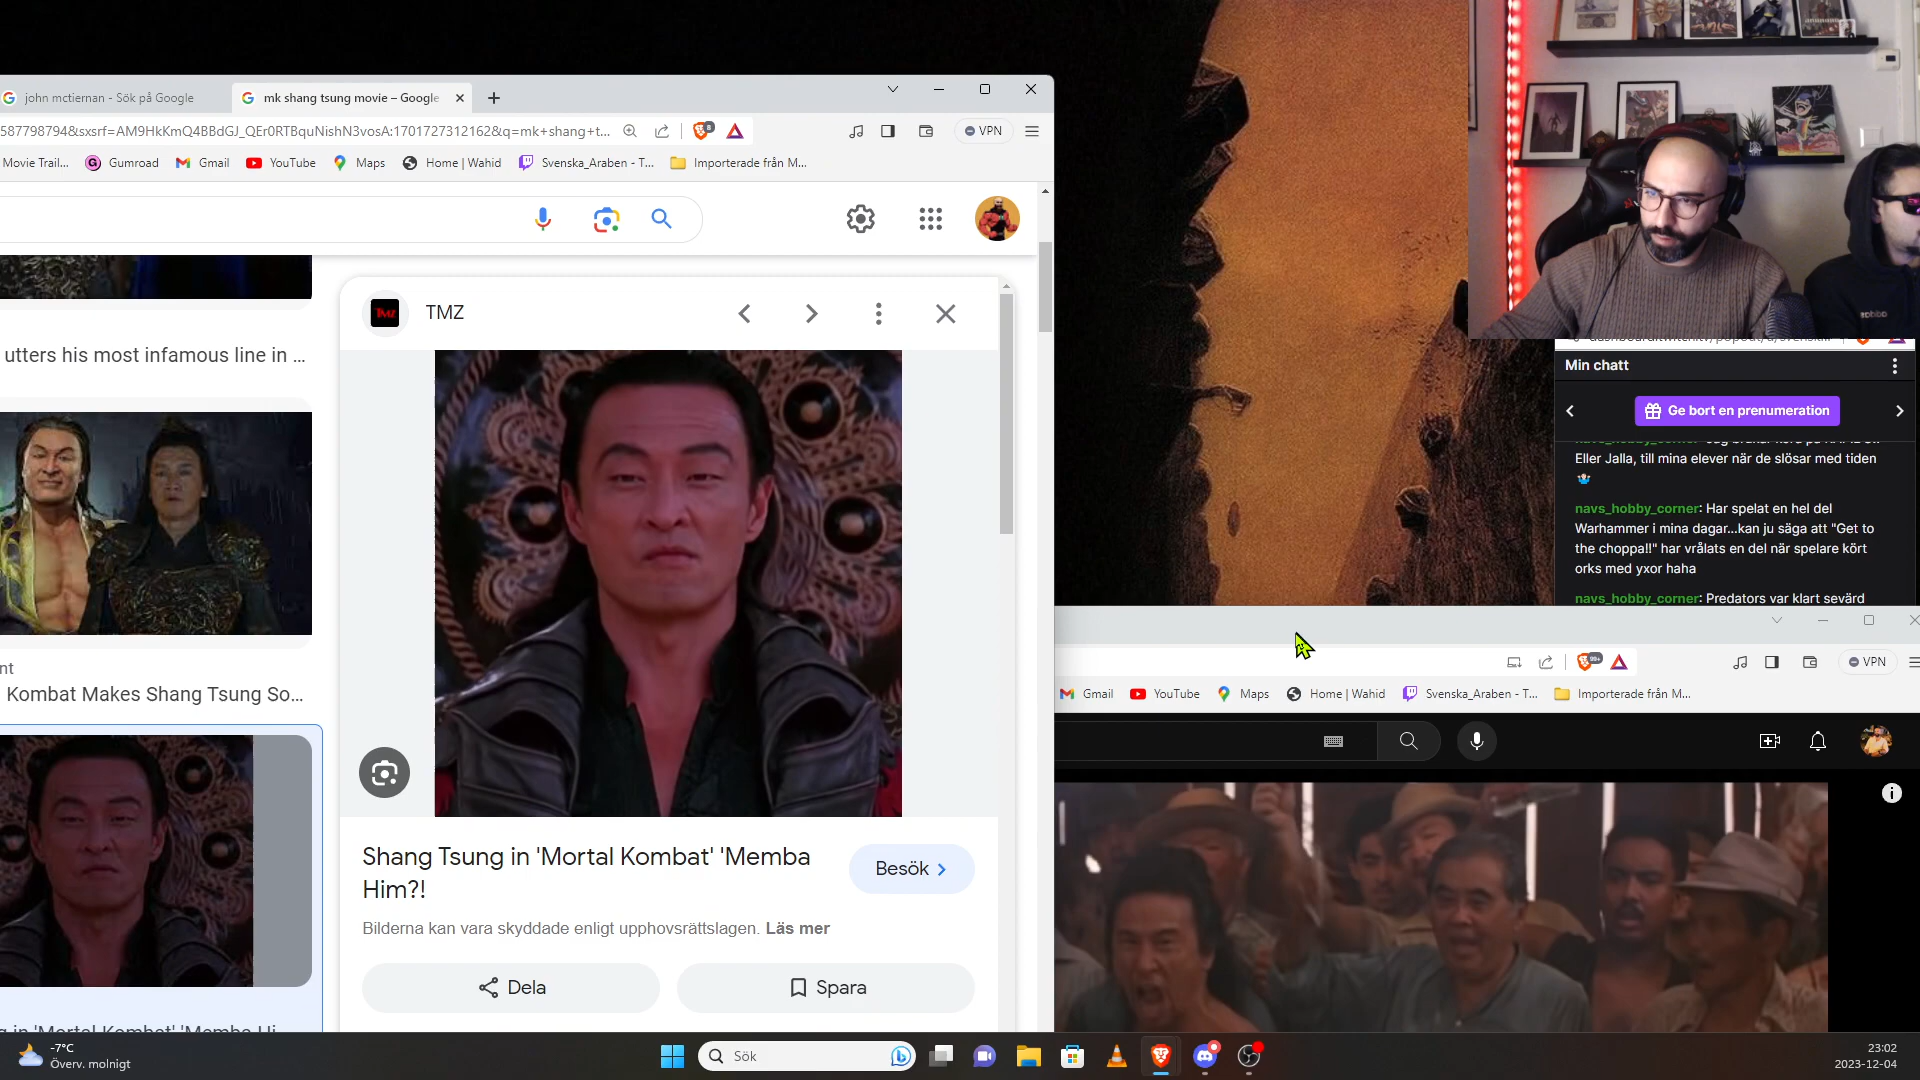 john mctiernan - Sök på Google
mk shang tsung movie – Google
587798794&sxsrf=AM9HkKmQ4BBdGJ_QEr0RTBquNishN3vosA:1701727312162&q=mk+shang+t...
8
VPN
Movie Trail...
Gumroad
Gmail
YouTube
Maps
Home | Wahid
Svenska_Araben - T...
Importerade från M...
TMZ
utters his most infamous line in ...
nt
Kombat Makes Shang Tsung So...
Shang Tsung in 'Mortal Kombat' 'Memba
Him?!
Besök
Bilderna kan vara skyddade enligt upphovsrättslagen. Läs mer
Dela
Spara
Min chatt
Ge bort en prenumeration
Eller Jalla, till mina elever när de slösar med tiden
navs_hobby_corner: Har spelat en hel del
Warhammer i mina dagar...kan ju säga att "Get to
the choppa!!" har vrålats en del när spelare kört
orks med yxor haha
navs_hobby_corner: Predators var klart sevärd
99+
VPN
Gmail
YouTube
Maps
Home | Wahid
Svenska_Araben - T...
Importerade från M...
-7°C
Överv. molnigt
Sök
23:02
2023-12-04